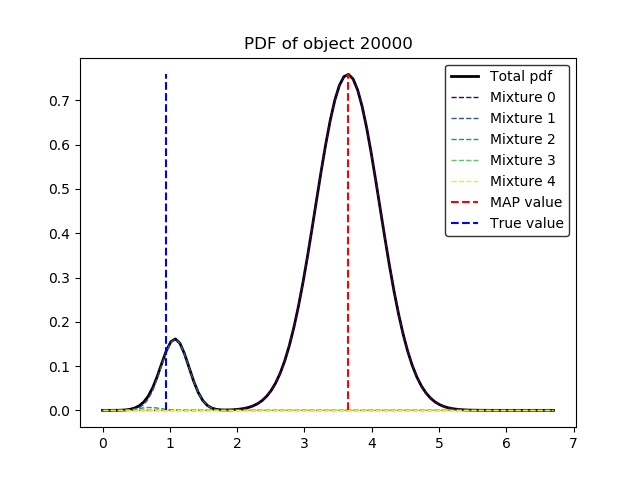 PDF of object 20000
Total pdf
Mixture 0
Mixture 1
Mixture 2
Mixture 3
Mixture 4
MAP value
True value
0.7
0.6
0.5
0.4
0.3
0.2
0.1
0.0
0 1 2 3 4 5 6 7